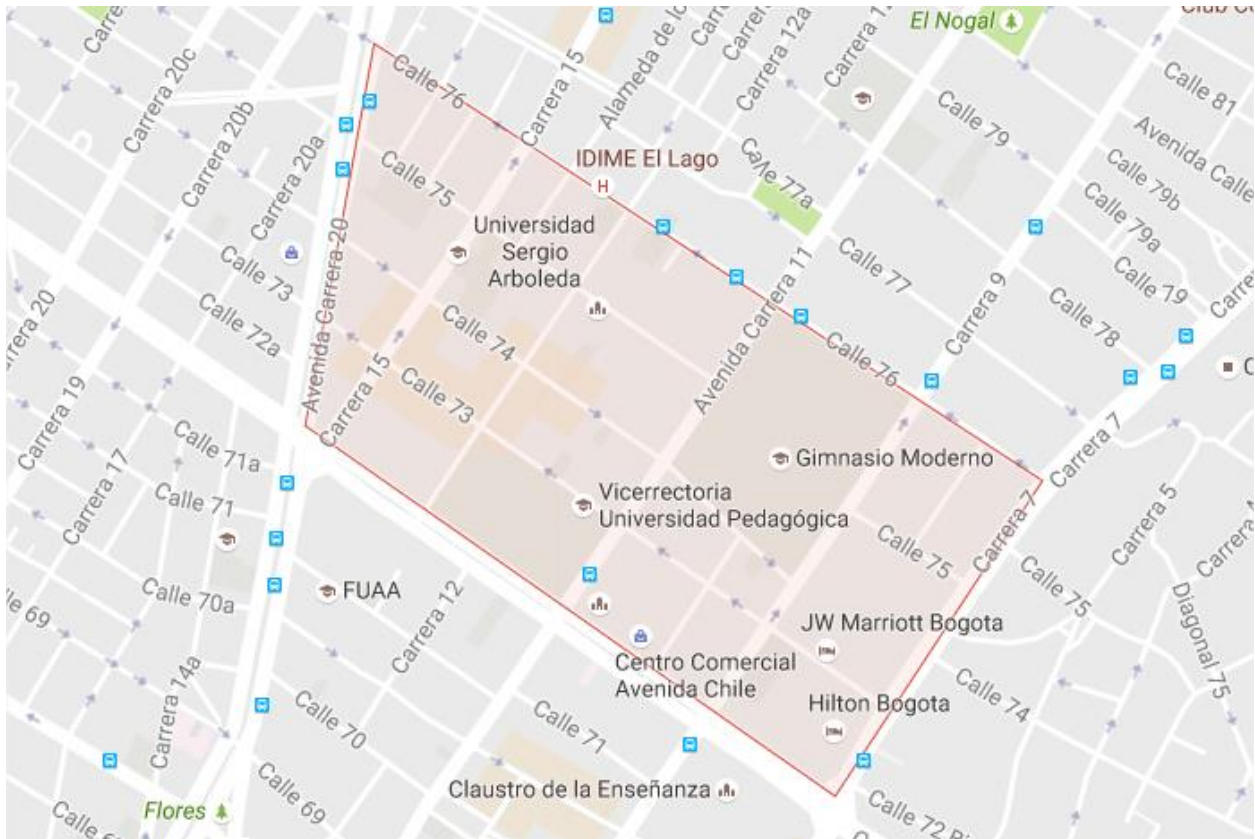 El Nogal
Calle 76
Carrera 15
Alameda de lo
Carrera 12a
Carrera 20c
Carrera 20b
Carrera 20a
Calle 81
Avenida Calle
Calle 79
Calle 79b
Calle 79a
Calle 79
Calle 75
IDIME El Lago
H
Calle 77a
Universidad
Sergio
Arboleda
Calle 77
Calle 78
Calle 73
Calle 72a
Avenida Carrera 20
Carrera 15
Calle 74
Calle 73
Avenida Carrera 11
Carrera 9
Calle 76
Carrera 7
Carrera 19
Carrera 17
Calle 71a
Calle 71
Gimnasio Moderno
Vicerrectoria
Universidad Pedagógica
Carrera 7
Calle 75
Calle 75
Carrera 5
Diagonal 75
Calle 70a
FUAA
Carrera 12
JW Marriott Bogota
Centro Comercial
Avenida Chile
Hilton Bogota
Calle 74
Carrera 14a
Calle 70
Calle 71
Claustro de la Enseñanza
Flores
Calle 69
Calle 72